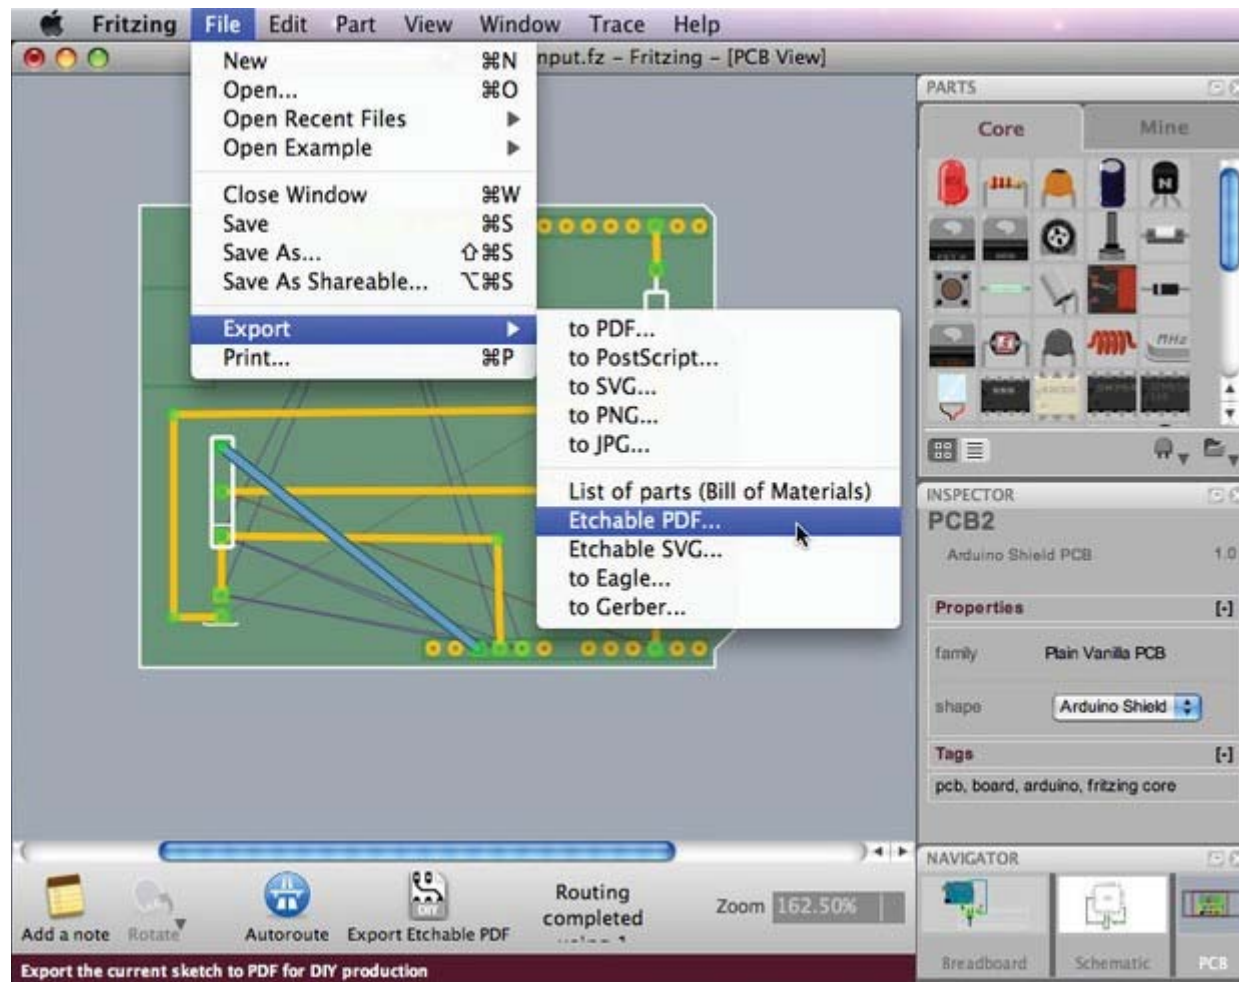 Fritzing File Edit Part View Window Trace Help
nput.fz – Fritzing – [PCB View]
New ⌘N
Open... ⌘O
Open Recent Files
Open Example
Close Window ⌘W
Save ⌘S
Save As... ⇧⌘S
Save As Shareable... ⌥⌘S
Export
Print... ⌘P
to PDF...
to PostScript...
to SVG...
to PNG...
to JPG...
List of parts (Bill of Materials)
Etchable PDF...
Etchable SVG...
to Eagle...
to Gerber...
PARTS
Core Mine
N
MHz
INSPECTOR
PCB2
Arduino Shield PCB 1.0
Properties [-]
family Plain Vanilla PCB
shape Arduino Shield
Tags [-]
pcb, board, arduino, fritzing core
NAVIGATOR
Breadboard Schematic PCB
Add a note Rotate Autoroute DIY Export Etchable PDF
Routing
completed
Zoom 162.50%
Export the current sketch to PDF for DIY production